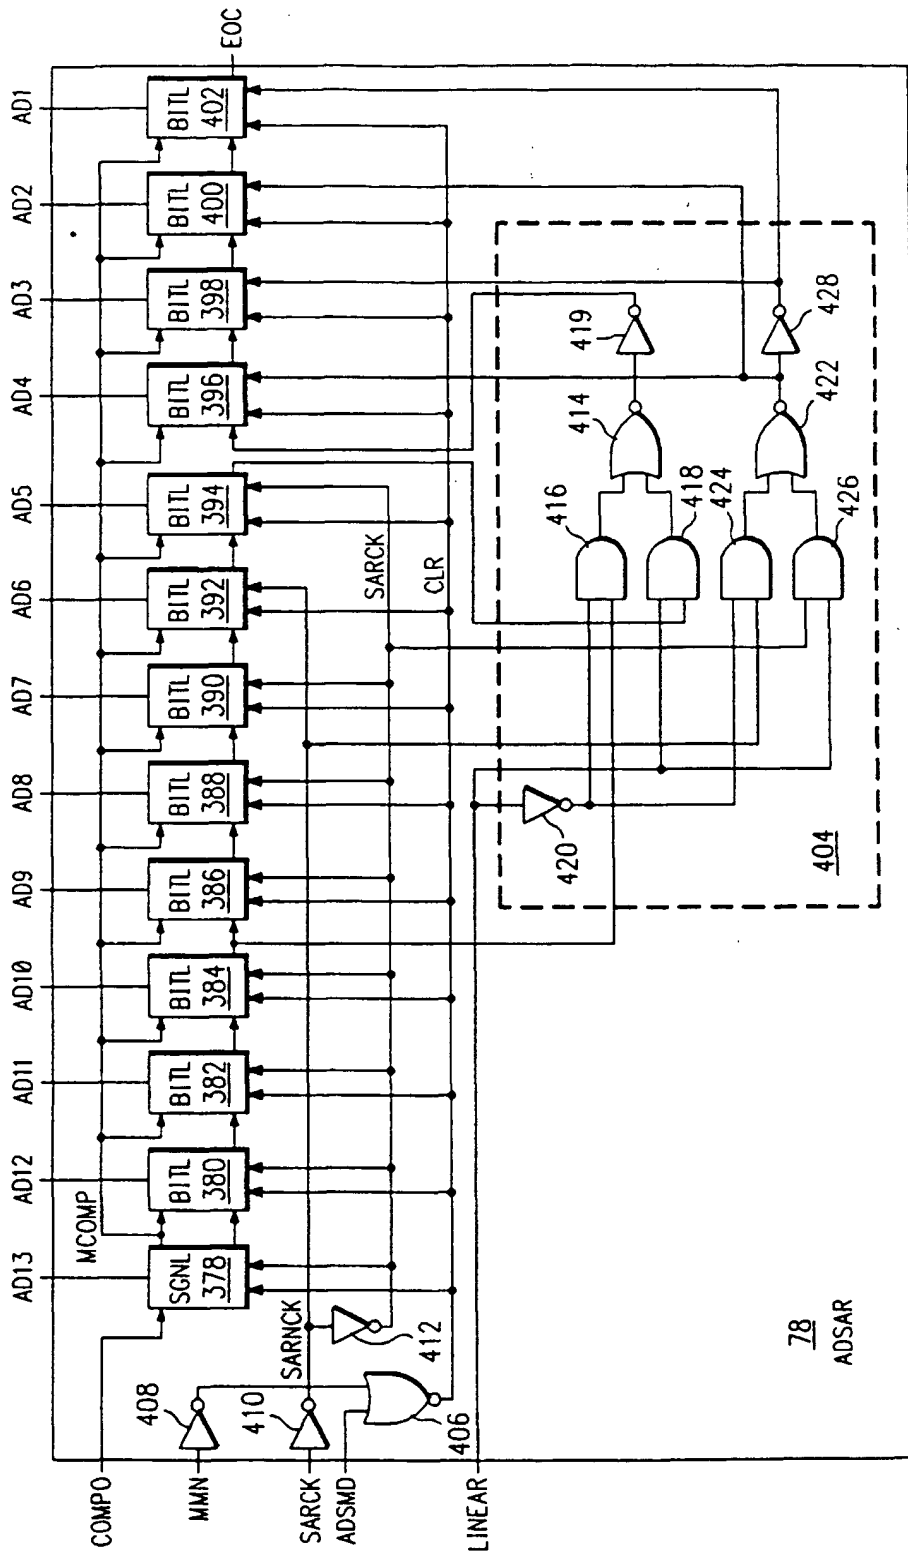 AD13 AD12 AD11 AD10 AD9 AD8 AD7 AD6 AD5 AD4 AD3 AD2 AD1
MCOMP
COMPO
SGNL 378
BITL 380
BITL 382
BITL 384
BITL 386
BITL 388
BITL 390
BITL 392
BITL 394
BITL 396
BITL 398
BITL 400
BITL 402
EOC
MMN
408
SARNCK
SARCK
410
412
SARCK
ADSMD
406
CLR
LINEAR
420
416
414
419
418
424
422
428
426
404
78
ADSAR